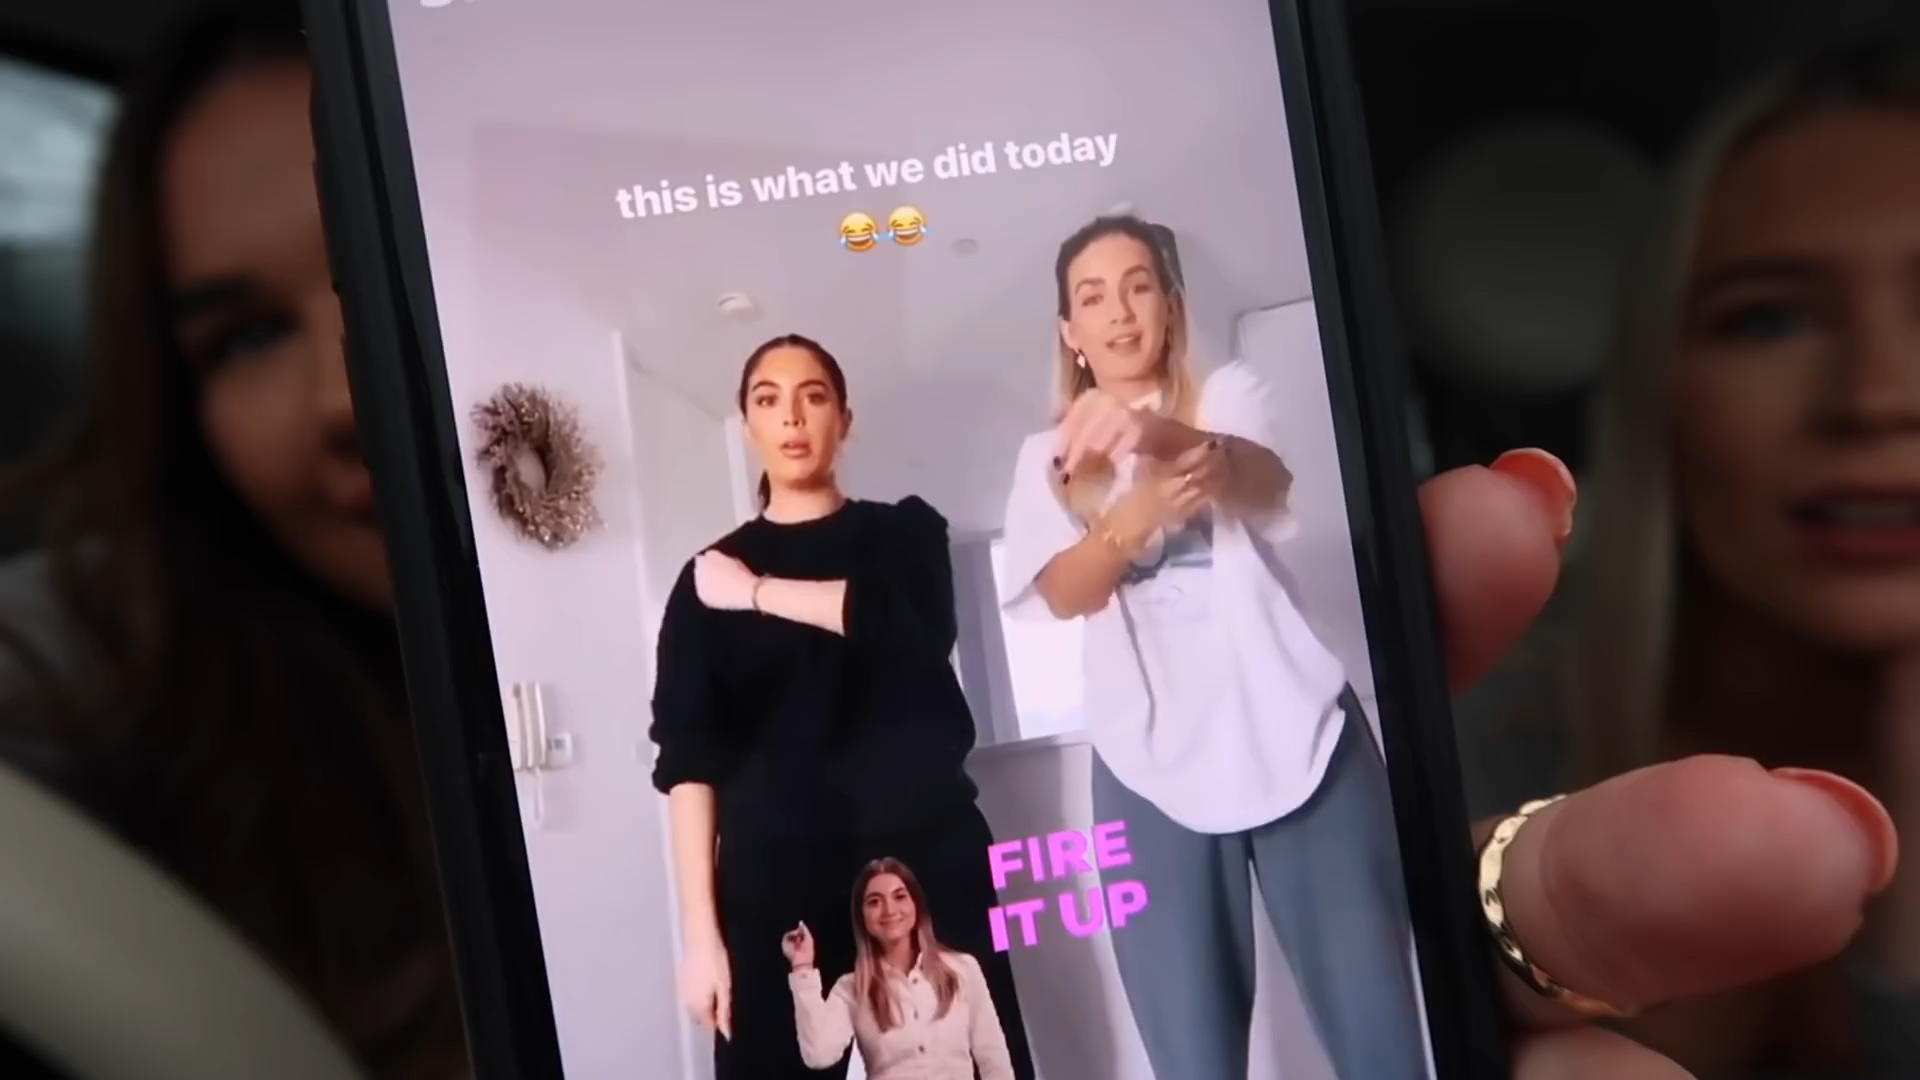 this is what we did today
😂😂
FIRE
IT UP